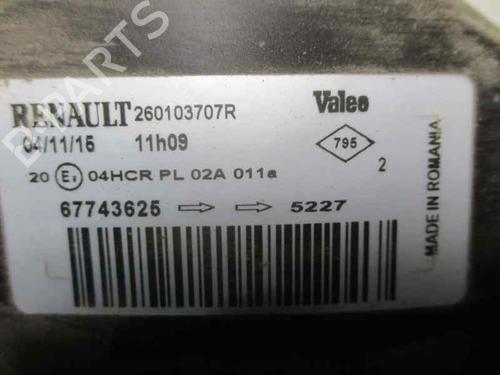 RENAULT 260103707R Valeo
04/11/15 11h09 795
2
20 E1 04HCR PL 02A 011a
67743625 5227
MADE IN ROMANIA
B-PARTS